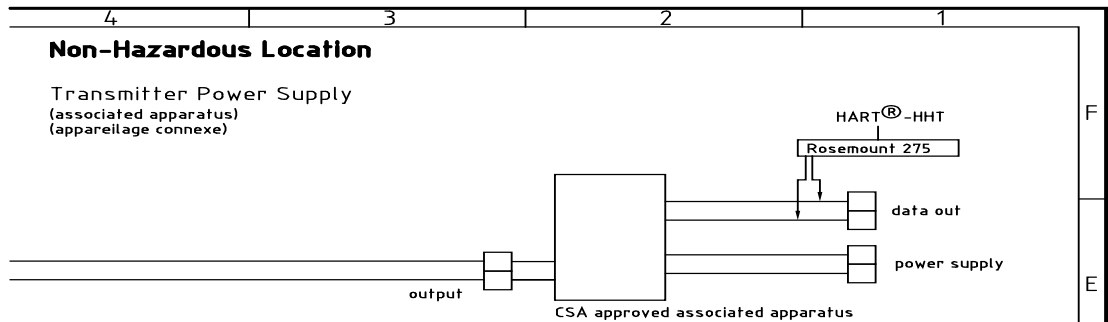 4 3 2 1
Non-Hazardous Location
Transmitter Power Supply
(associated apparatus)
(appareilage connexe)
HART®-HHT
F
Rosemount 275
data out
power supply
E
output
CSA approved associated apparatus